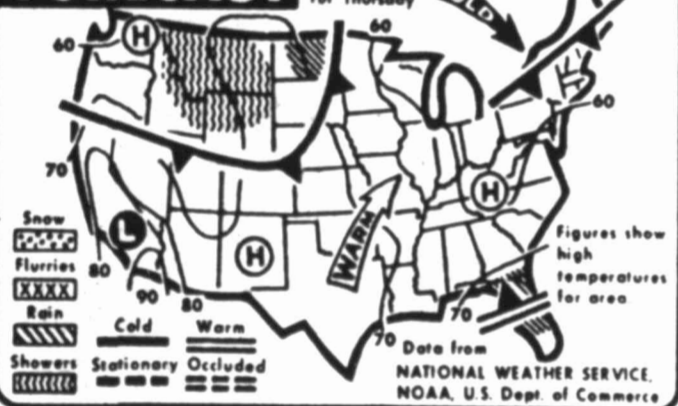 For Thursday
60
60
H
60
70
L
H
H
WARM
Snow
Flurries
XXXX
Rain
Showers
80
90
80
Cold
Warm
Stationary
Occluded
70
70
Figures show
high
temperatures
for area
Data from
NATIONAL WEATHER SERVICE,
NOAA, U.S. Dept. of Commerce